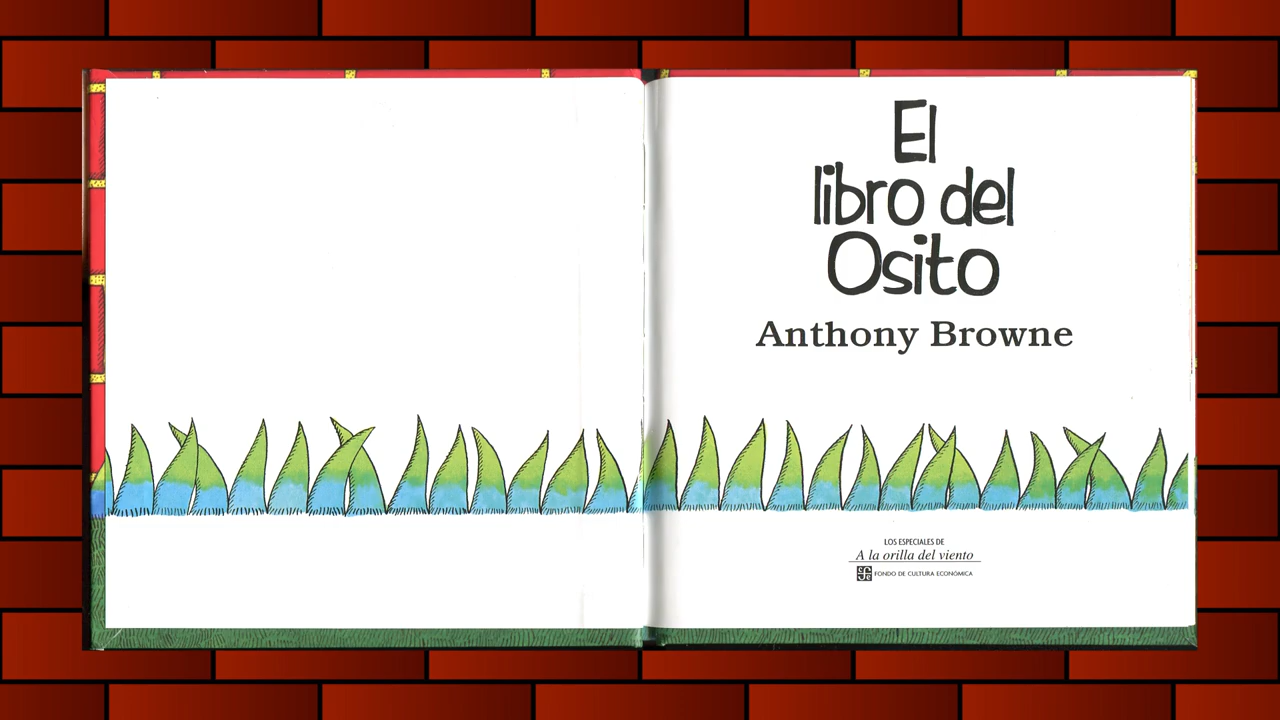 El
libro del
Osito
Anthony Browne
LOS ESPECIALES DE
A la orilla del viento
FONDO DE CULTURA ECONÓMICA